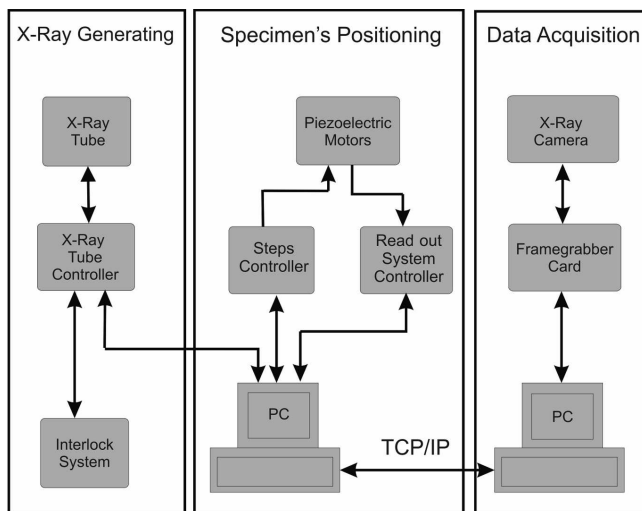 X-Ray Generating
X-Ray
Tube
X-Ray
Tube
Controller
Interlock
System
Specimen's Positioning
Piezoelectric
Motors
Steps
Controller
Read out
System
Controller
PC
TCP/IP
Data Acquisition
X-Ray
Camera
Framegrabber
Card
PC